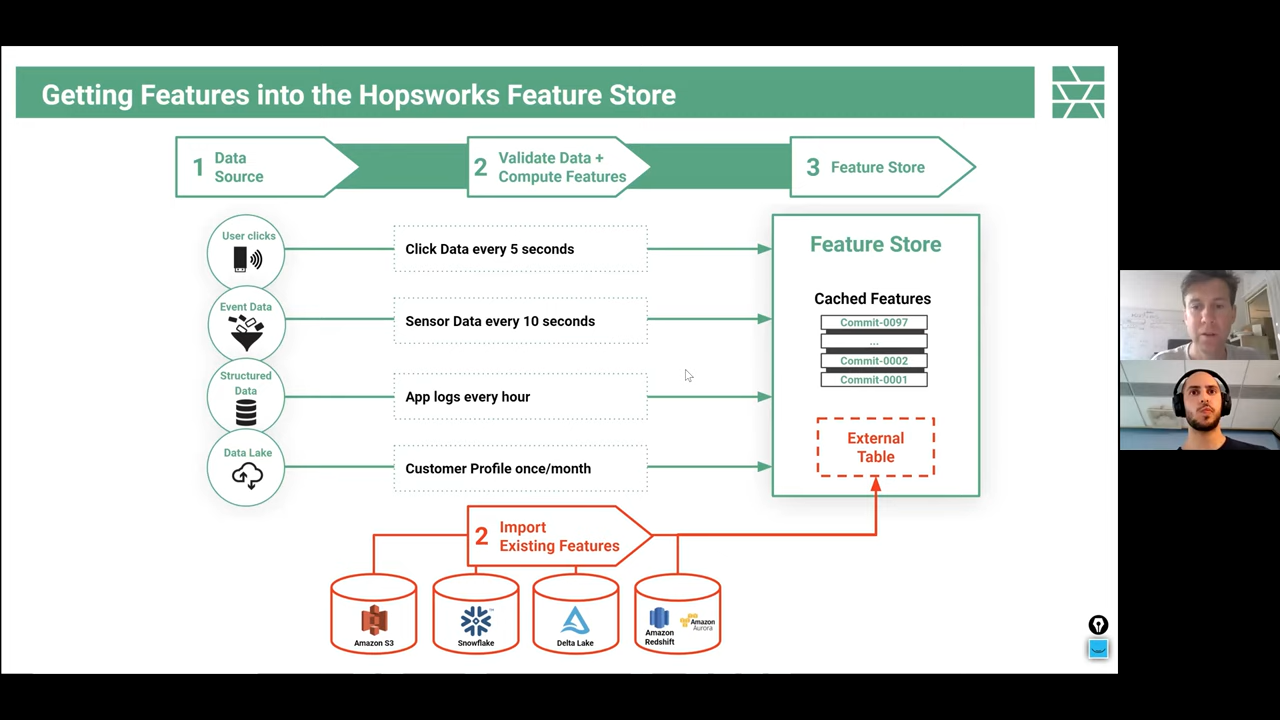 Getting Features into the Hopsworks Feature Store
1 Data
Source
2 Validate Data +
Compute Features
3 Feature Store
User clicks
Click Data every 5 seconds
Event Data
Sensor Data every 10 seconds
Structured
Data
App logs every hour
Data Lake
Customer Profile once/month
Feature Store
Cached Features
Commit-0097
...
Commit-0002
Commit-0001
External
Table
2 Import
Existing Features
Amazon S3
Snowflake
Delta Lake
Amazon
Redshift
Amazon
Aurora